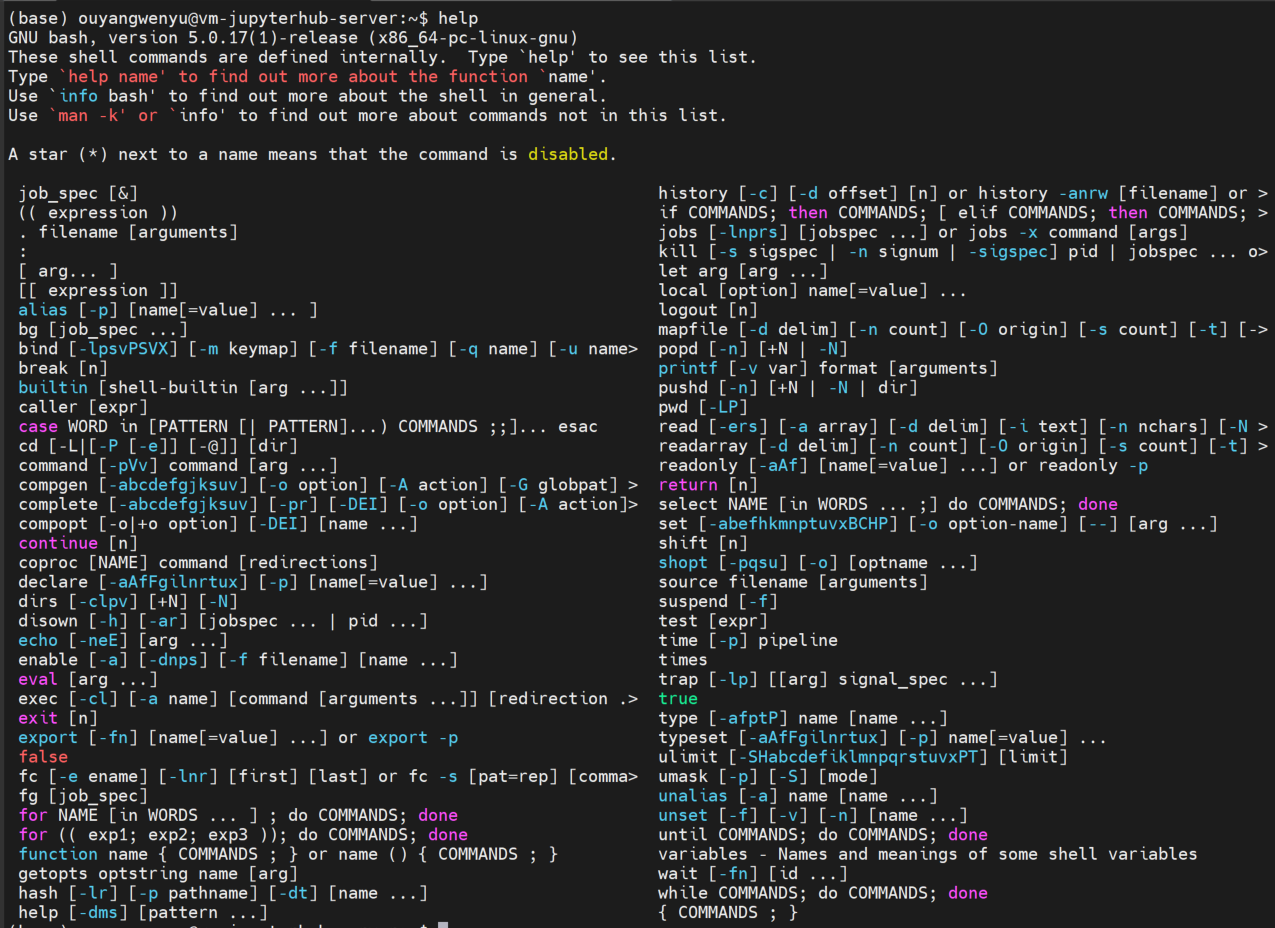 (base) ouyangwenyu@vm-jupyterhub-server:~$ help
GNU bash, version 5.0.17(1)-release (x86_64-pc-linux-gnu)
These shell commands are defined internally.  Type `help' to see this list.
Type `help name' to find out more about the function `name'.
Use `info bash' to find out more about the shell in general.
Use `man -k' or `info' to find out more about commands not in this list.

A star (*) next to a name means that the command is disabled.

job_spec [&]
(( expression ))
. filename [arguments]
:
[ arg... ]
[[ expression ]]
alias [-p] [name[=value] ... ]
bg [job_spec ...]
bind [-lpsvPSVX] [-m keymap] [-f filename] [-q name] [-u name>
break [n]
builtin [shell-builtin [arg ...]]
caller [expr]
case WORD in [PATTERN [| PATTERN]...) COMMANDS ;;]... esac
cd [-L|[-P [-e]] [-@]] [dir]
command [-pVv] command [arg ...]
compgen [-abcdefgjksuv] [-o option] [-A action] [-G globpat] >
complete [-abcdefgjksuv] [-pr] [-DEI] [-o option] [-A action]>
compopt [-o|+o option] [-DEI] [name ...]
continue [n]
coproc [NAME] command [redirections]
declare [-aAfFgilnrtux] [-p] [name[=value] ...]
dirs [-clpv] [+N] [-N]
disown [-h] [-ar] [jobspec ... | pid ...]
echo [-neE] [arg ...]
enable [-a] [-dnps] [-f filename] [name ...]
eval [arg ...]
exec [-cl] [-a name] [command [arguments ...]] [redirection .>
exit [n]
export [-fn] [name[=value] ...] or export -p
false
fc [-e ename] [-lnr] [first] [last] or fc -s [pat=rep] [comma>
fg [job_spec]
for NAME [in WORDS ... ] ; do COMMANDS; done
for (( exp1; exp2; exp3 )); do COMMANDS; done
function name { COMMANDS ; } or name () { COMMANDS ; }
getopts optstring name [arg]
hash [-lr] [-p pathname] [-dt] [name ...]
help [-dms] [pattern ...]
history [-c] [-d offset] [n] or history -anrw [filename] or >
if COMMANDS; then COMMANDS; [ elif COMMANDS; then COMMANDS; >
jobs [-lnprs] [jobspec ...] or jobs -x command [args]
kill [-s sigspec | -n signum | -sigspec] pid | jobspec ... o>
let arg [arg ...]
local [option] name[=value] ...
logout [n]
mapfile [-d delim] [-n count] [-O origin] [-s count] [-t] [->
popd [-n] [+N | -N]
printf [-v var] format [arguments]
pushd [-n] [+N | -N | dir]
pwd [-LP]
read [-ers] [-a array] [-d delim] [-i text] [-n nchars] [-N >
readarray [-d delim] [-n count] [-O origin] [-s count] [-t] >
readonly [-aAf] [name[=value] ...] or readonly -p
return [n]
select NAME [in WORDS ... ;] do COMMANDS; done
set [-abefhkmnptuvxBCHP] [-o option-name] [--] [arg ...]
shift [n]
shopt [-pqsu] [-o] [optname ...]
source filename [arguments]
suspend [-f]
test [expr]
time [-p] pipeline
times
trap [-lp] [[arg] signal_spec ...]
true
type [-afptP] name [name ...]
typeset [-aAfFgilnrtux] [-p] name[=value] ...
ulimit [-SHabcdefiklmnpqrstuvxPT] [limit]
umask [-p] [-S] [mode]
unalias [-a] name [name ...]
unset [-f] [-v] [-n] [name ...]
until COMMANDS; do COMMANDS; done
variables - Names and meanings of some shell variables
wait [-fn] [id ...]
while COMMANDS; do COMMANDS; done
{ COMMANDS ; }